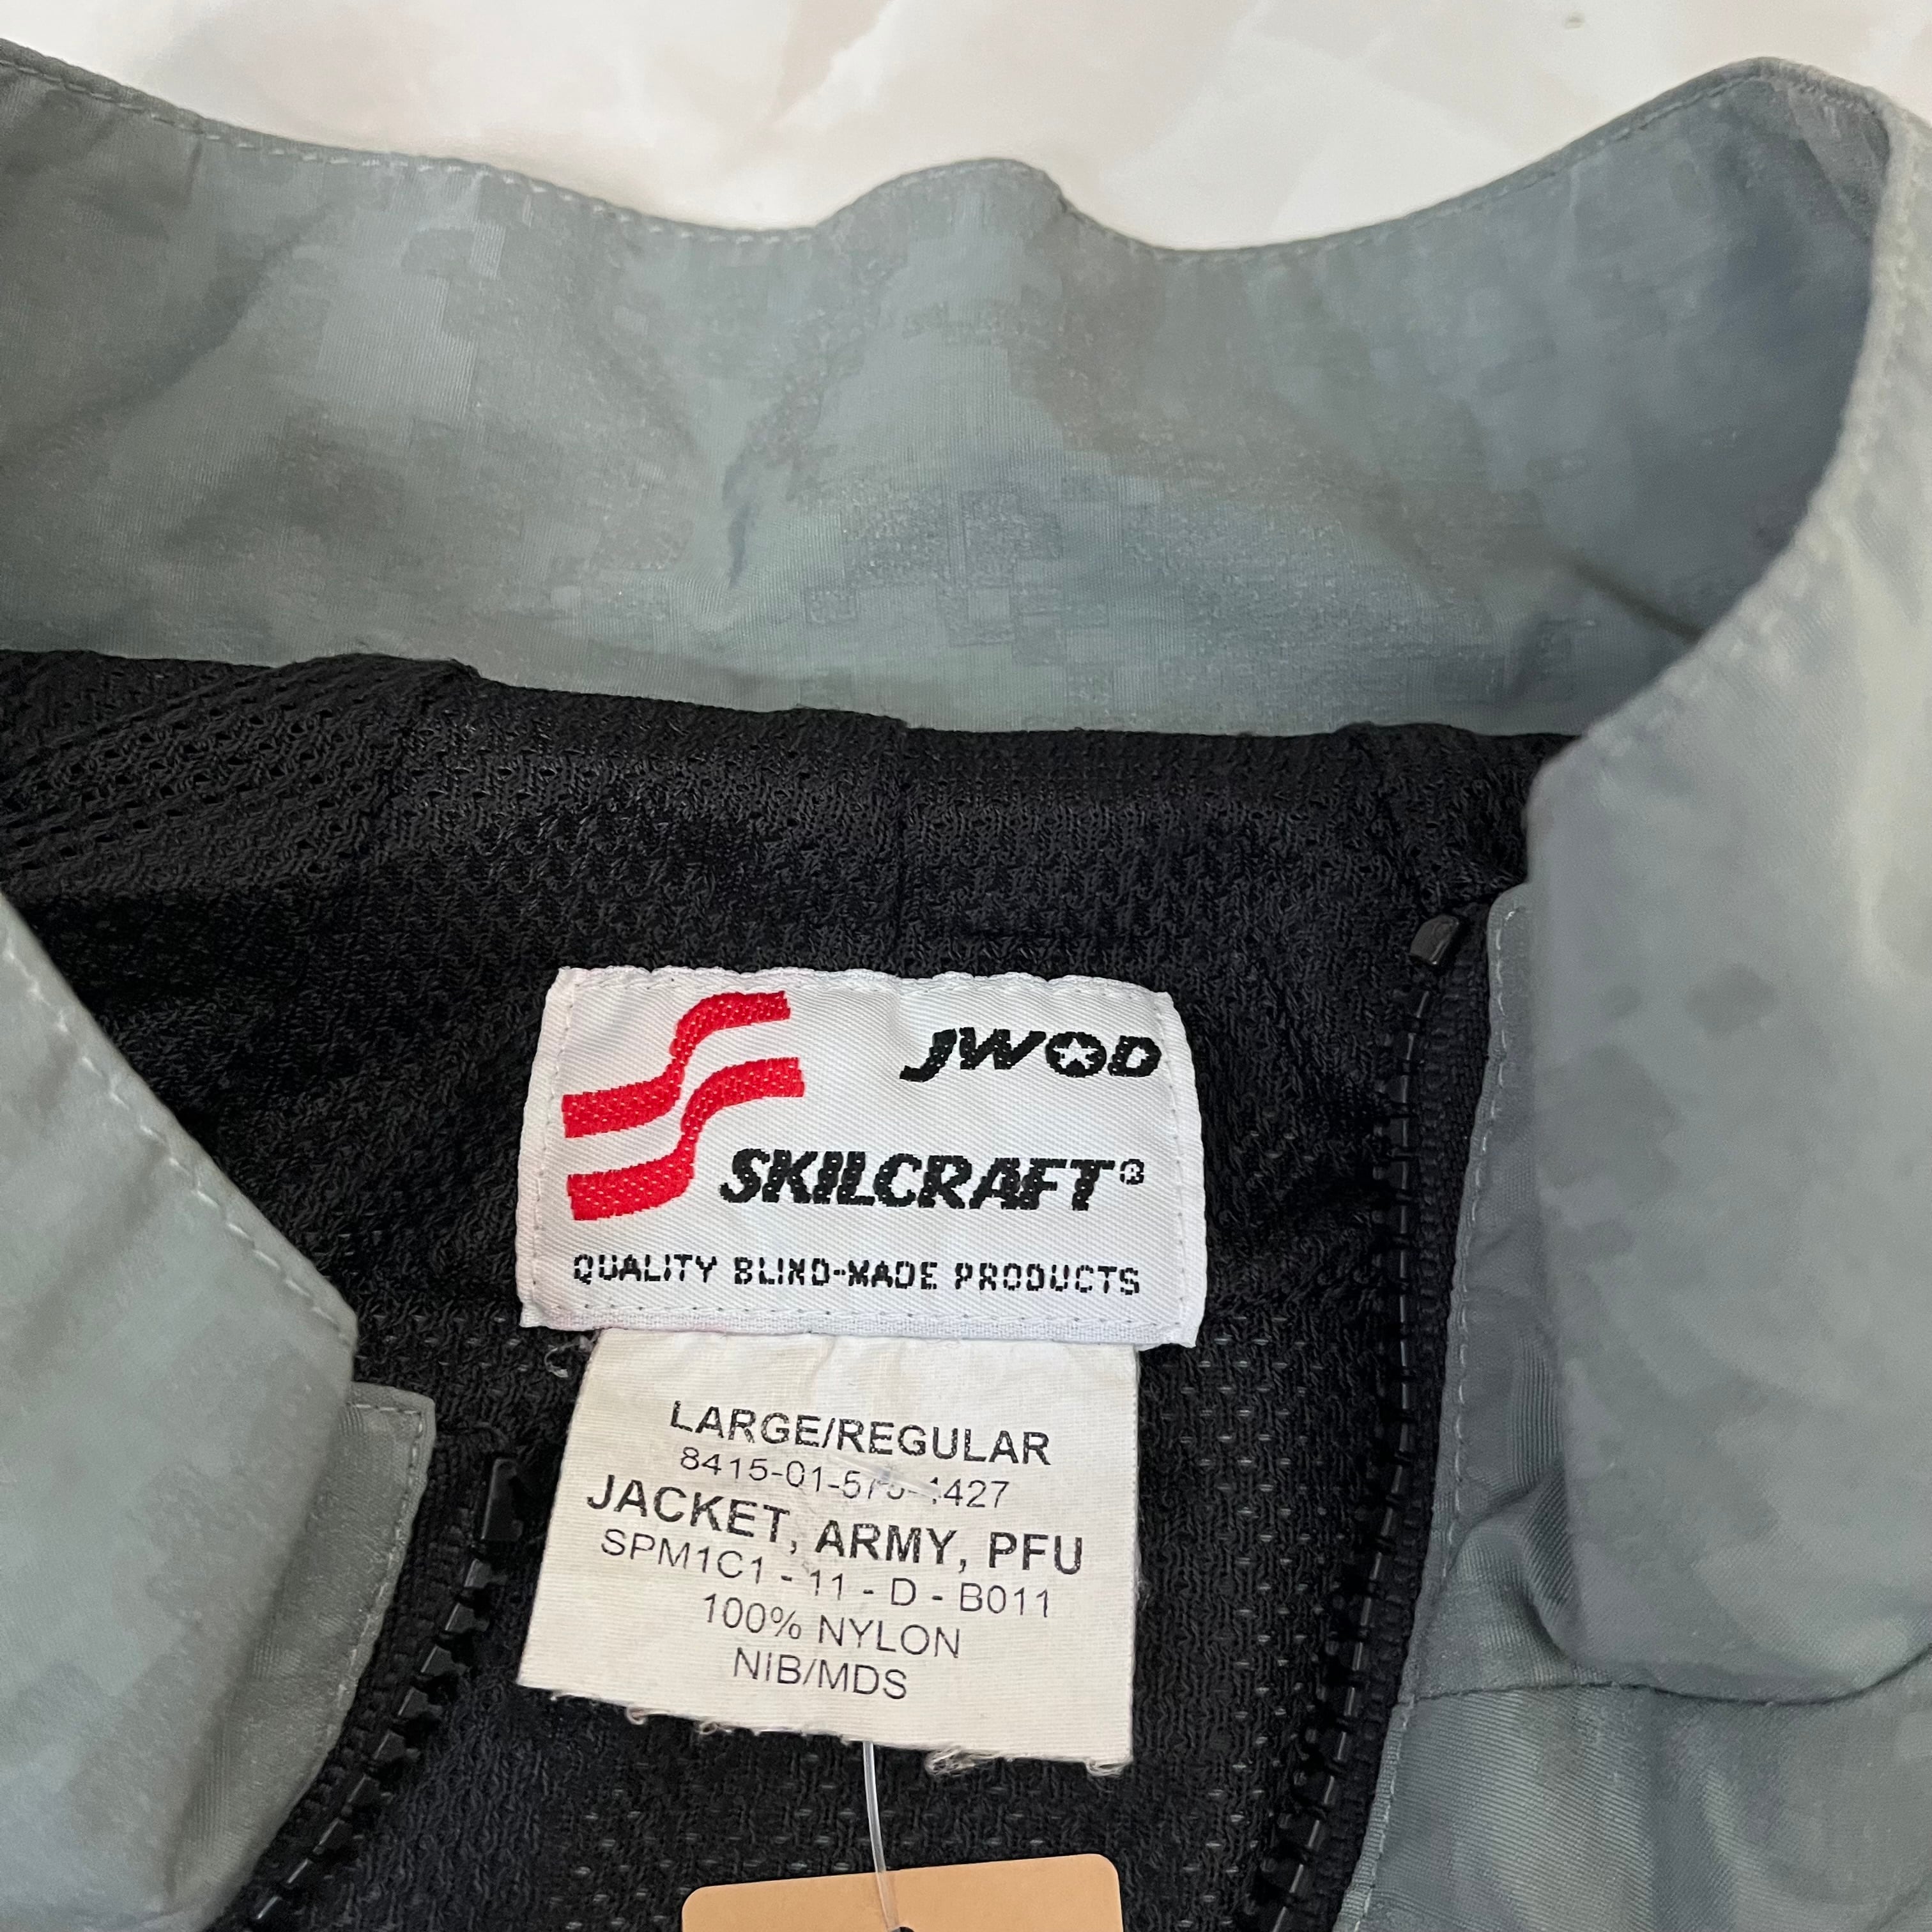 JWOD
SKILCRAFT®
QUALITY BLIND-MADE PRODUCTS
LARGE/REGULAR
JACKET, ARMY, PFU
SPM1C1 - 11 - D - B011
100% NYLON
NIB/MDS